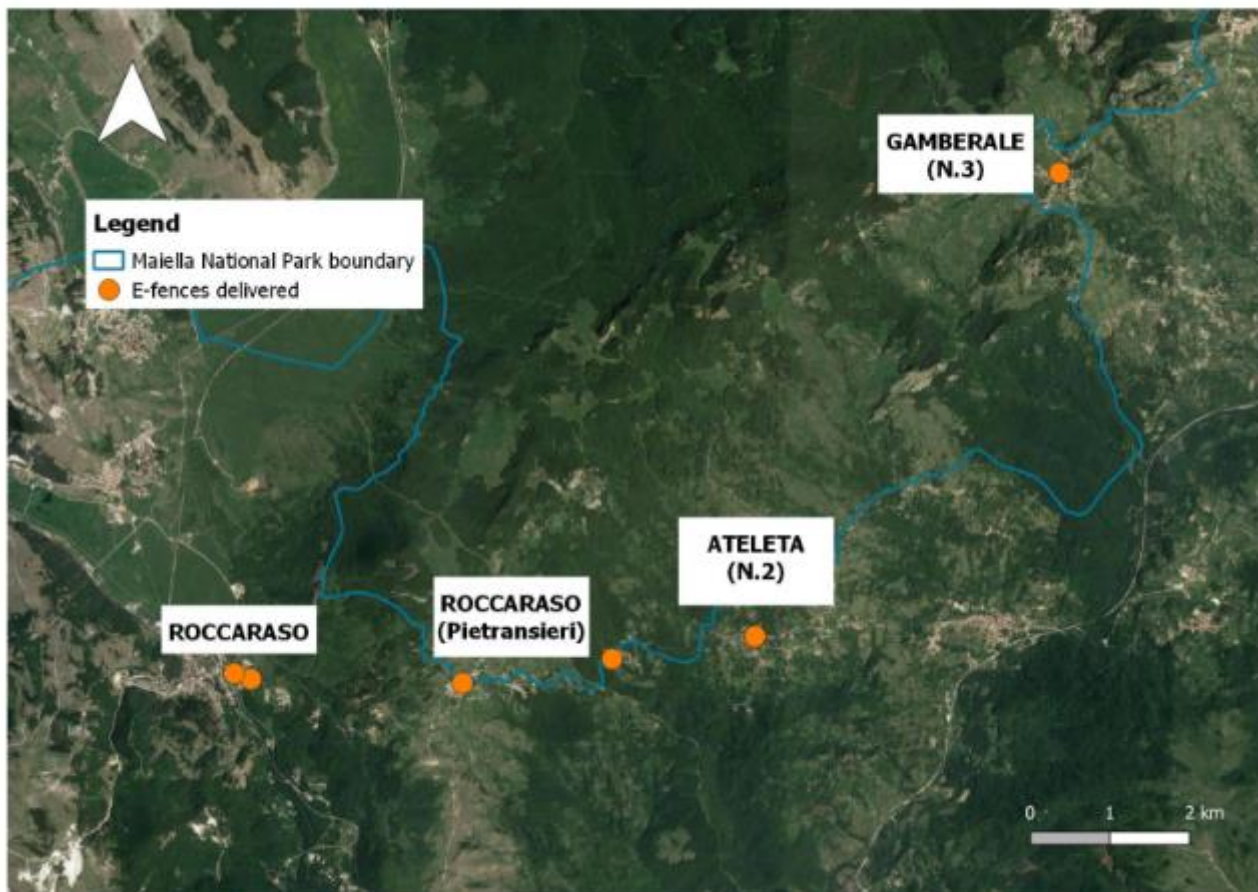 GAMBERALE
(N.3)
Legend
Maiella National Park boundary
E-fences delivered
ATELETA
(N.2)
ROCCARASO
(Pietransieri)
ROCCARASO
0 1 2 km